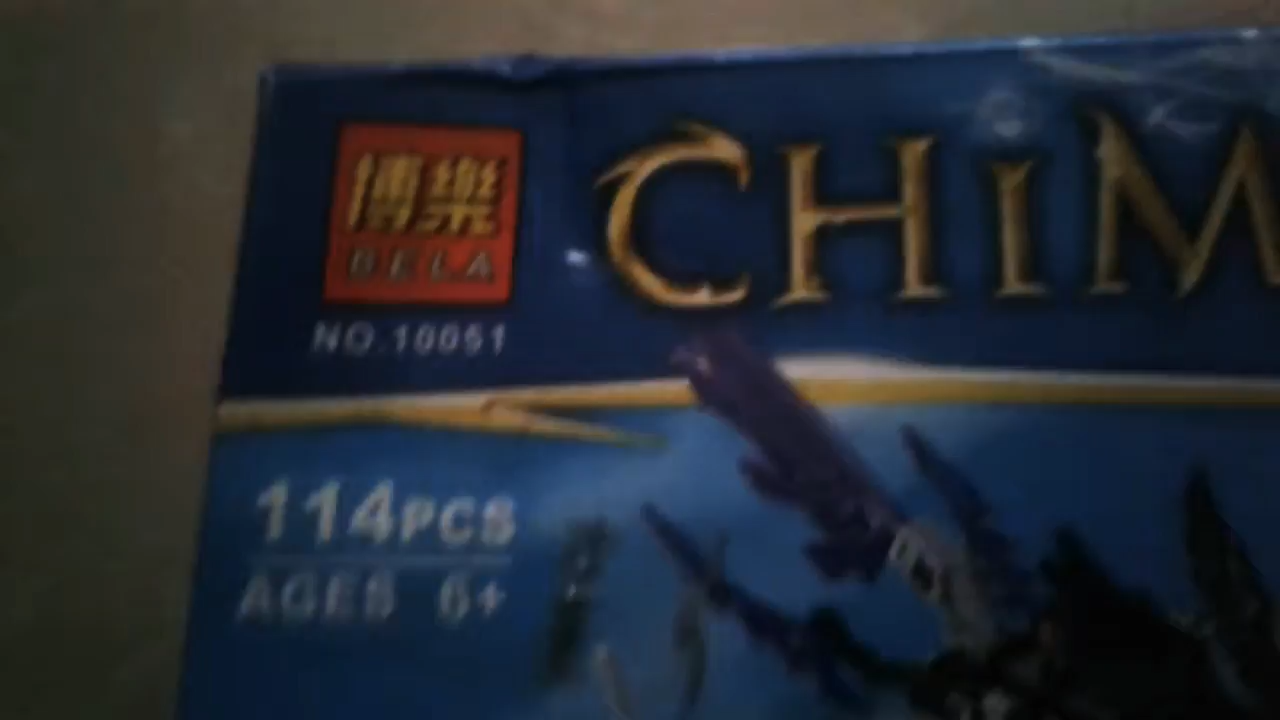 博樂
BELA
CHiM
NO.10051
114PCS
AGES 6+